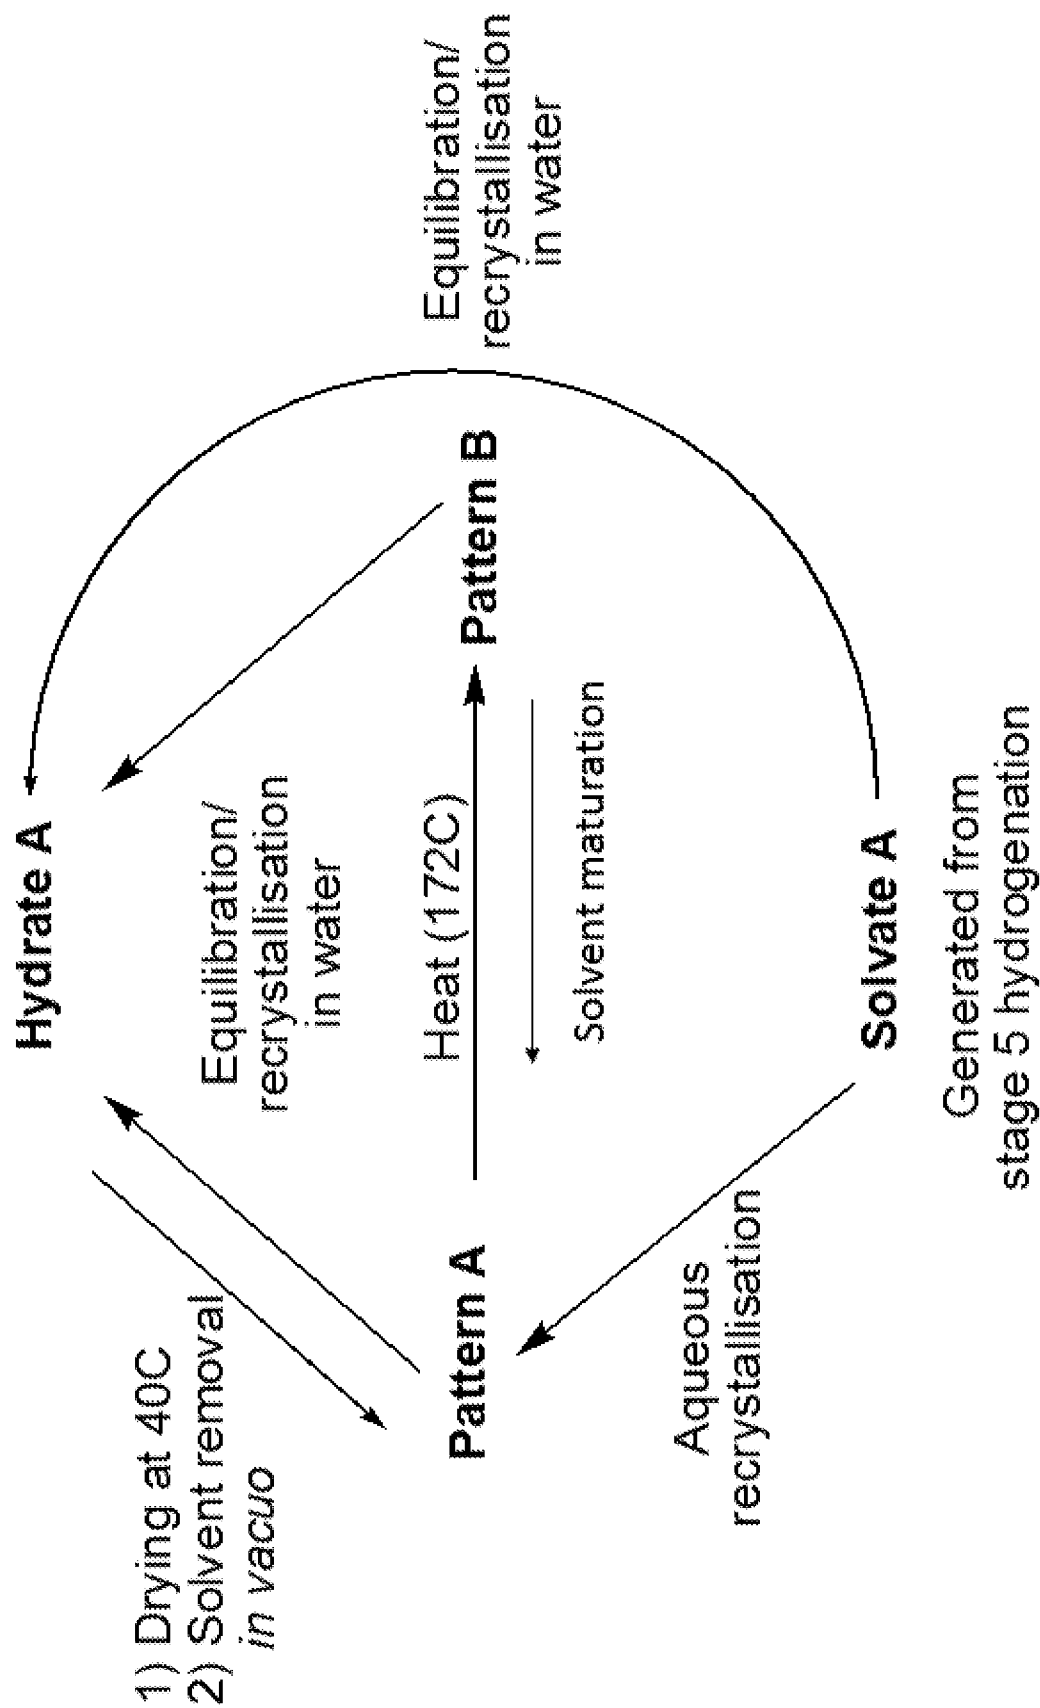 Hydrate A
1) Drying at 40C
2) Solvent removal
in vacuo
Equilibration/
recrystallisation
in water
Equilibration/
recrystallisation
in water
Pattern A
Heat (172C)
Pattern B
Solvent maturation
Aqueous
recrystallisation
Solvate A
Generated from
stage 5 hydrogenation